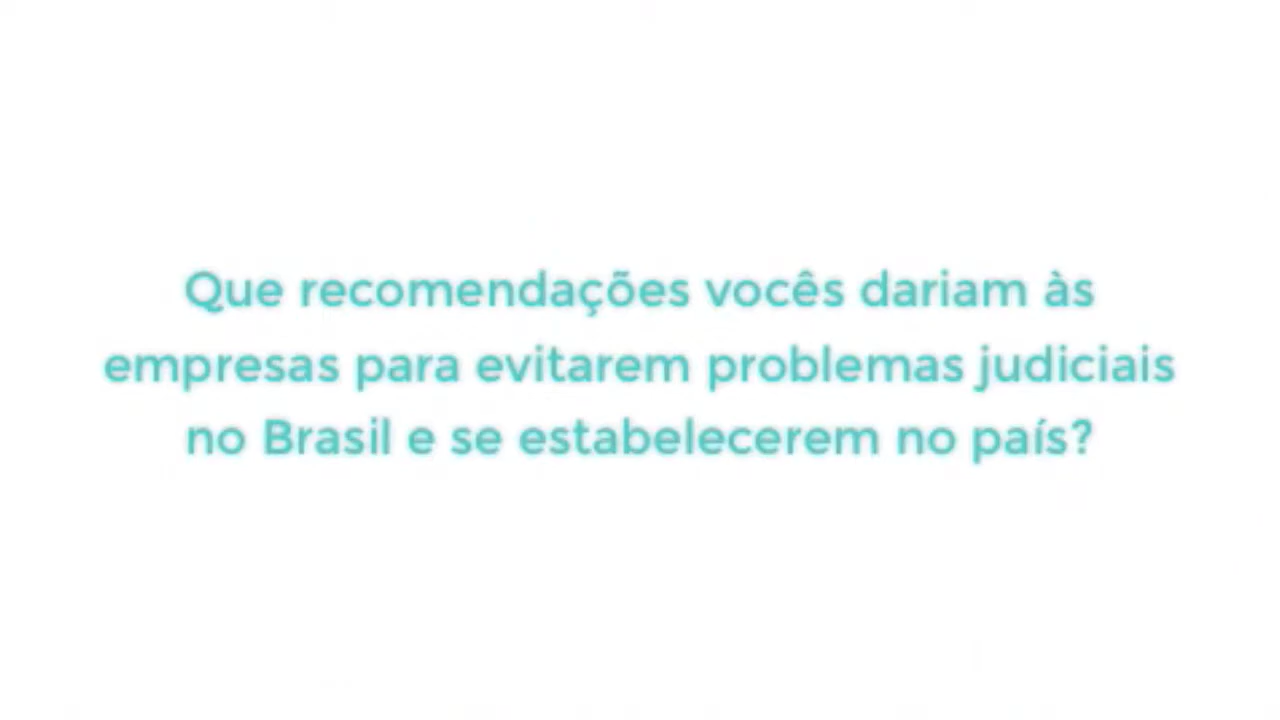 Que recomendações vocês dariam às
empresas para evitarem problemas judiciais
no Brasil e se estabelecerem no país?